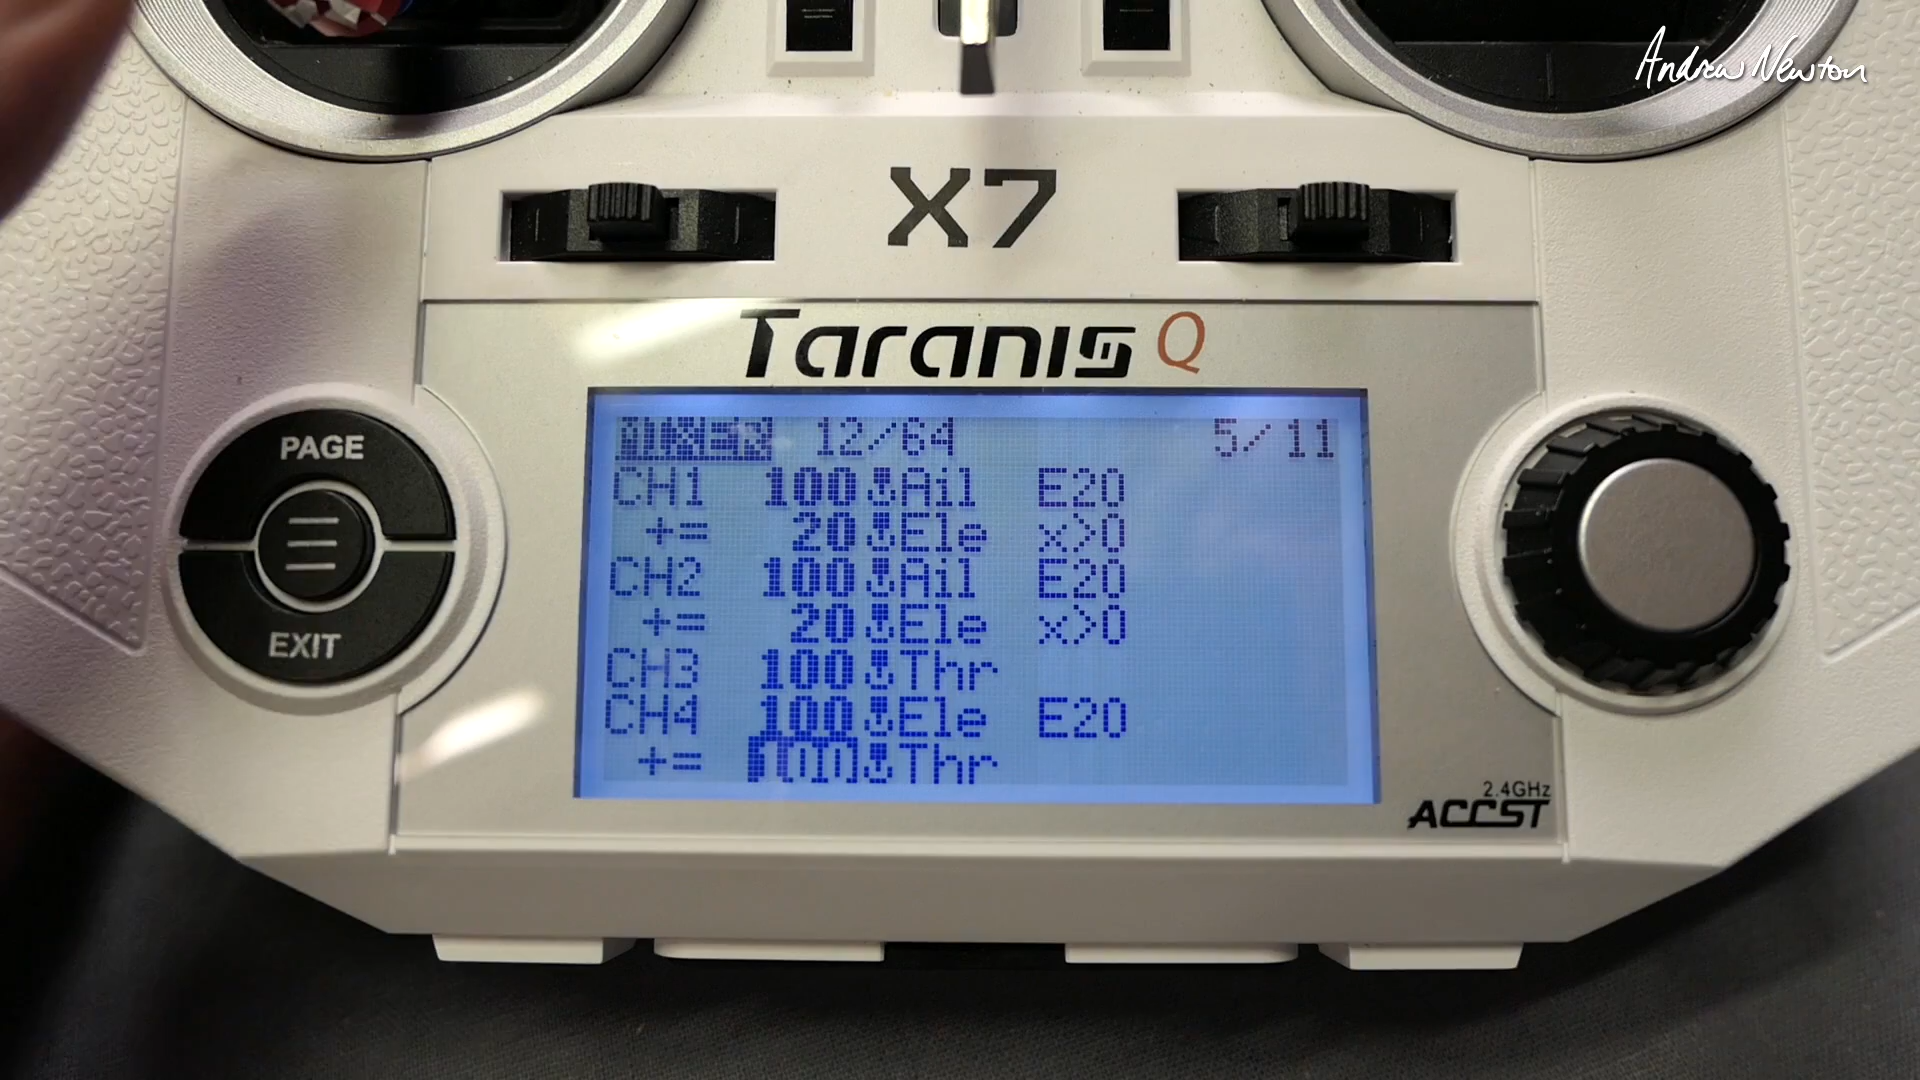 Andrew Newton
X7
Taranis Q
PAGE
EXIT
MIXER 12/64 5/11
CH1 100 Ail E20
+= 20 Ele x>0
CH2 100 Ail E20
+= 20 Ele x>0
CH3 100 Thr
CH4 100 Ele E20
+= 100 Thr
2.4GHz
ACCST